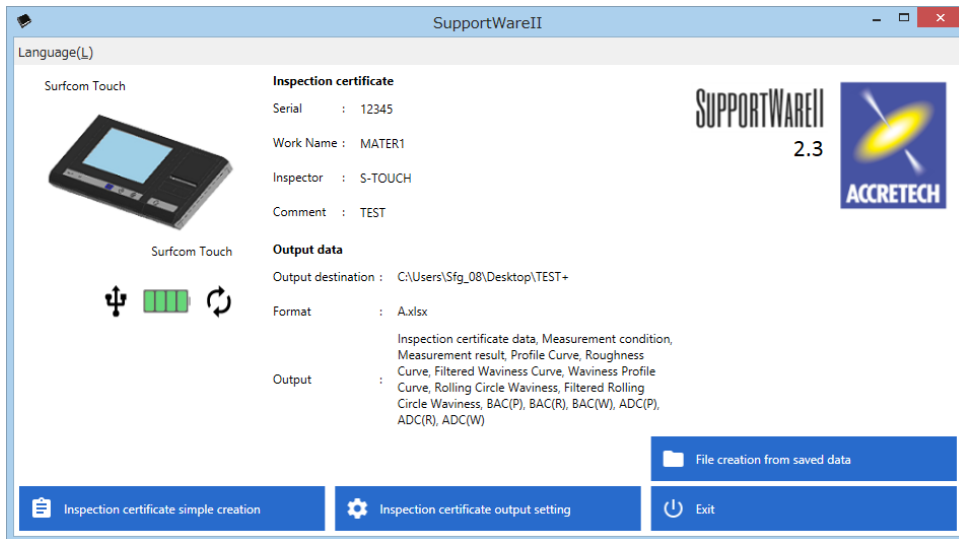 SupportWareII
Language(L)
Surfcom Touch
Inspection certificate
Serial : 12345
Work Name : MATER1
Inspector : S-TOUCH
Comment : TEST
SUPPORTWAREII
2.3
ACCRETECH
Surfcom Touch
Output data
Output destination : C:\Users\Sfg_08\Desktop\TEST+
Format : A.xlsx
Output :
Inspection certificate data, Measurement condition,
Measurement result, Profile Curve, Roughness
Curve, Filtered Waviness Curve, Waviness Profile
Curve, Rolling Circle Waviness, Filtered Rolling
Circle Waviness, BAC(P), BAC(R), BAC(W), ADC(P),
ADC(R), ADC(W)
File creation from saved data
Inspection certificate simple creation
Inspection certificate output setting
Exit